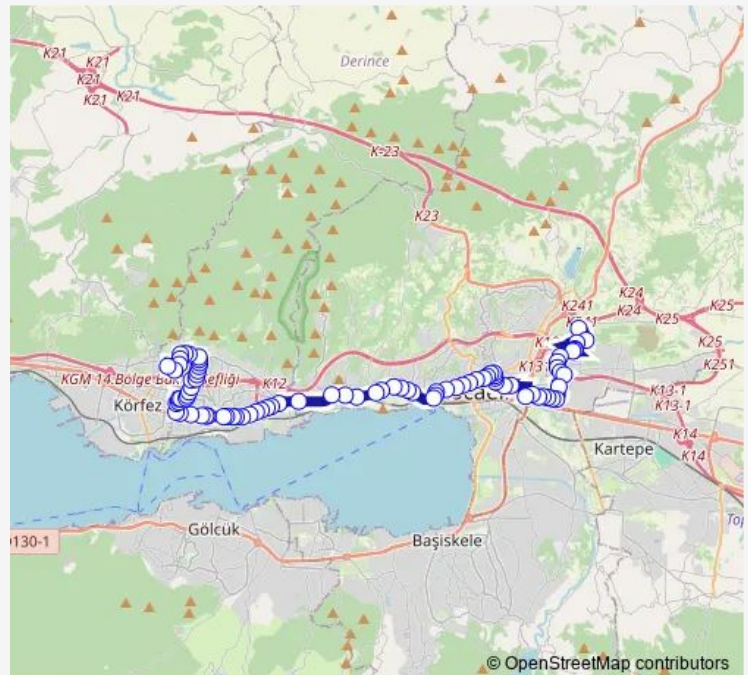 K21
K21
K21
K21
K21
Derince
K-23
K23
K241
K24
K24
K25
K25
K25
K251
KGM 14.Bölge
K12
Körfez
K13-1
K13-1
K14
K14
Kartepe
Gölcük
Başiskele
© OpenStreetMap contributors